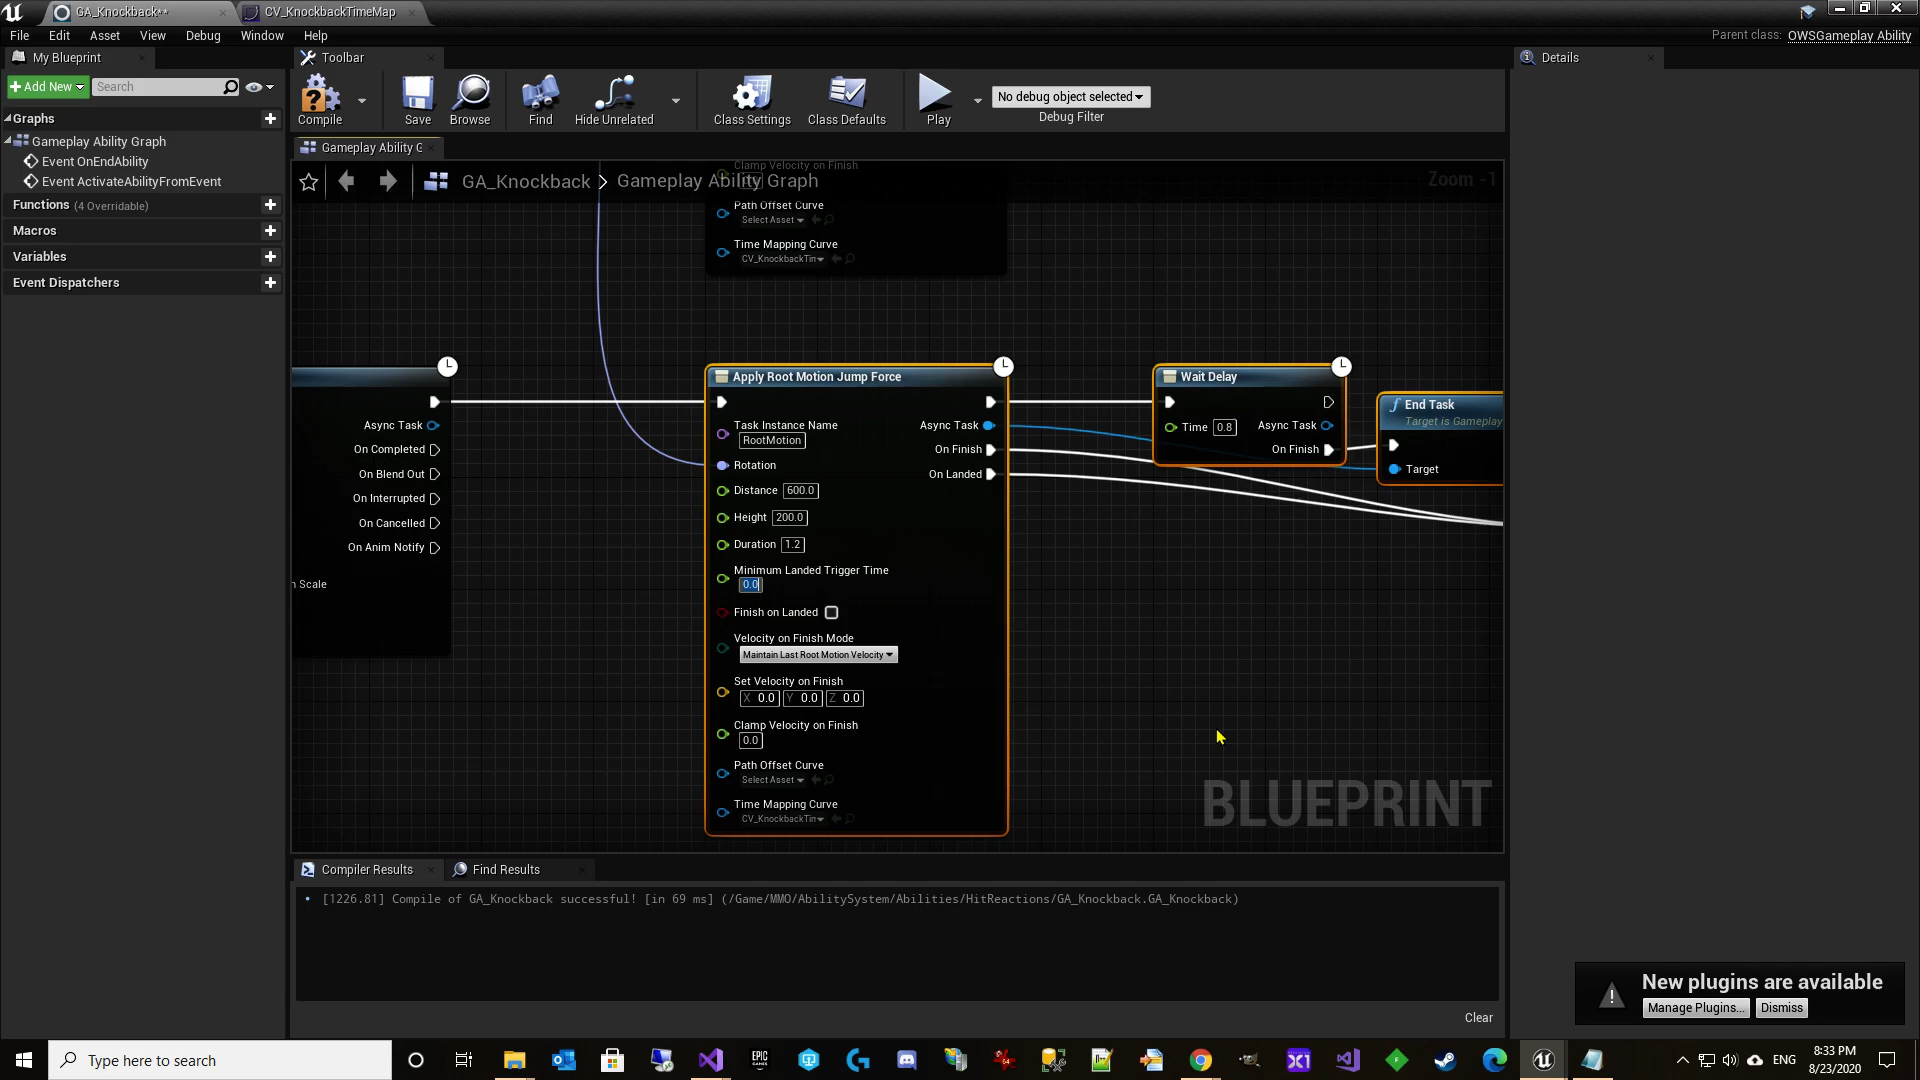 GA_Knockback**
CV_KnockbackTimeMap
File Edit Asset View Debug Window Help
Parent class: OWSGameplay Ability
My Blueprint
Toolbar
Details
Add New
Search
Compile
Save
Browse
Find
Hide Unrelated
Class Settings
Class Defaults
Play
No debug object selected
Debug Filter
Graphs
Gameplay Ability Graph
Event OnEndAbility
Event ActivateAbilityFromEvent
Functions (4 Overridable)
Macros
Variables
Event Dispatchers
Gameplay Ability G
GA_Knockback > Gameplay Ability Graph
Zoom -1
Clamp Velocity on Finish
Path Offset Curve
Select Asset
Time Mapping Curve
CV_KnockbackTim
Async Task
On Completed
On Blend Out
On Interrupted
On Cancelled
On Anim Notify
n Scale
Apply Root Motion Jump Force
Task Instance Name
RootMotion
Rotation
Distance 600.0
Height 200.0
Duration 1.2
Minimum Landed Trigger Time
0.0
Finish on Landed
Velocity on Finish Mode
Maintain Last Root Motion Velocity
Set Velocity on Finish
X 0.0 Y 0.0 Z 0.0
Clamp Velocity on Finish
0.0
Path Offset Curve
Select Asset
Time Mapping Curve
CV_KnockbackTim
Async Task
On Finish
On Landed
Wait Delay
Time 0.8
Async Task
On Finish
End Task
Target is Gameplay
Target
BLUEPRINT
Compiler Results
Find Results
[1226.81] Compile of GA_Knockback successful! [in 69 ms] (/Game/MMO/AbilitySystem/Abilities/HitReactions/GA_Knockback.GA_Knockback)
Clear
New plugins are available
Manage Plugins...
Dismiss
Type here to search
EPIC
GAMES
ENG
8:33 PM
8/23/2020